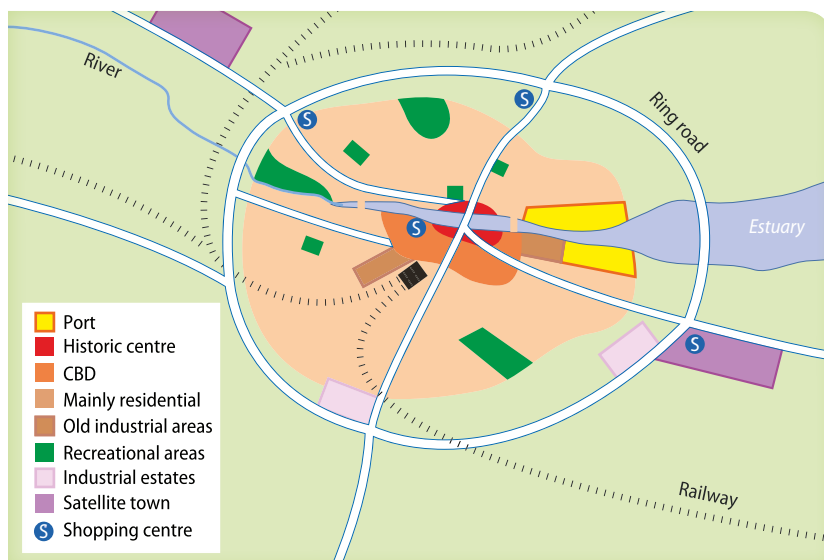 River
S
S
Ring road
S
Estuary
S
Railway
Port
Historic centre
CBD
Mainly residential
Old industrial areas
Recreational areas
Industrial estates
Satellite town
S Shopping centre